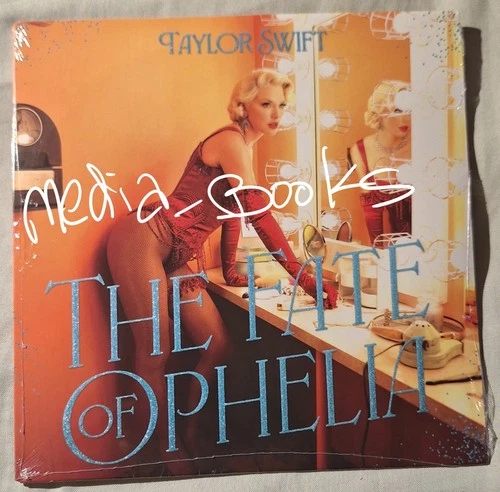 TAYLOR SWIFT
media_Books
THE FATE
OF OPHELIA